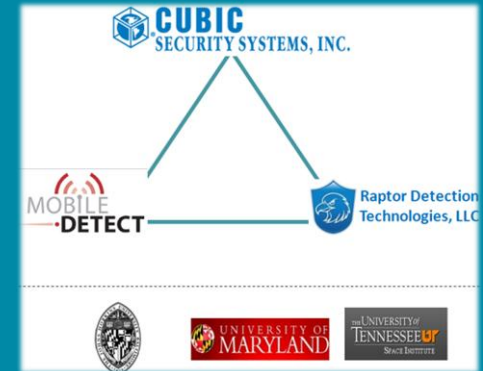 CUBIC
SECURITY SYSTEMS, INC.
MOBILE
DETECT
Raptor Detection
Technologies, LLC
UNIVERSITY OF
MARYLAND
THE UNIVERSITY of
TENNESSEE UT
SPACE INSTITUTE